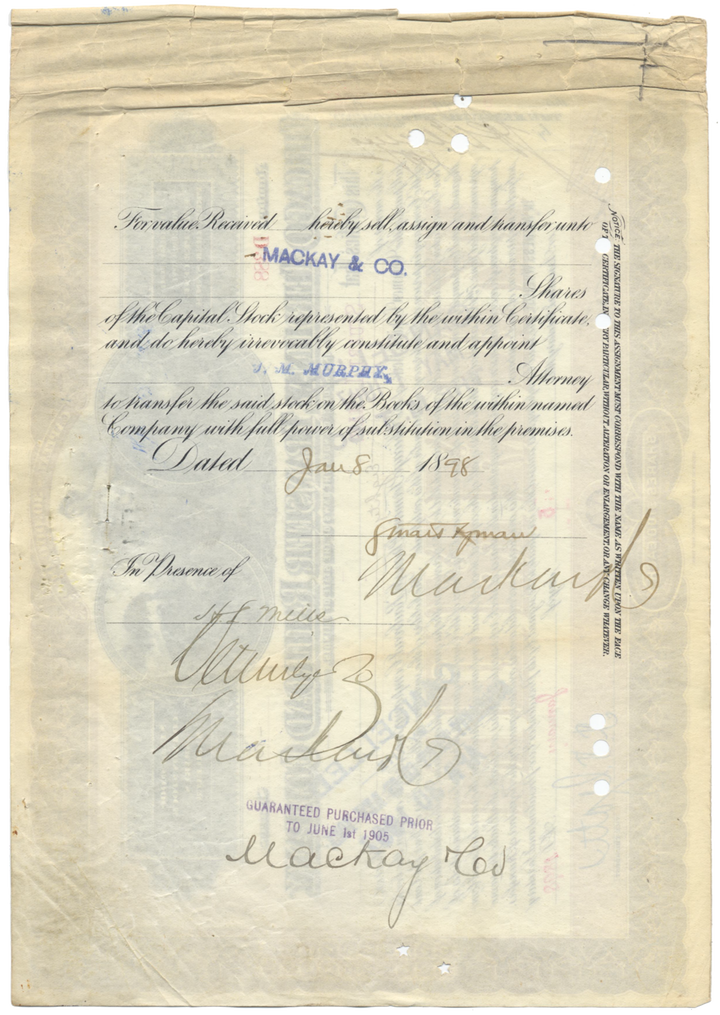 For value Received hereby sell, assign and transfer unto
MACKAY & CO.
Shares
of the Capital Stock represented by the within Certificate,
and do hereby irrevocably constitute and appoint
J. M. MURPHY,
Attorney
to transfer the said stock on the Books of the within named
Company with full power of substitution in the premises.
Dated Jan 8 1898
In Presence of
Mackay & Co
Mackay & Co
GUARANTEED PURCHASED PRIOR
TO JUNE 1st 1905
Mackay & Co
NOTICE. THE SIGNATURE TO THIS ASSIGNMENT MUST CORRESPOND WITH THE NAME AS WRITTEN UPON THE FACE
OF CERTIFICATE, IN PARTICULAR, WITHOUT ALTERATION OR ENLARGEMENT, OR ANY CHANGE WHATEVER.